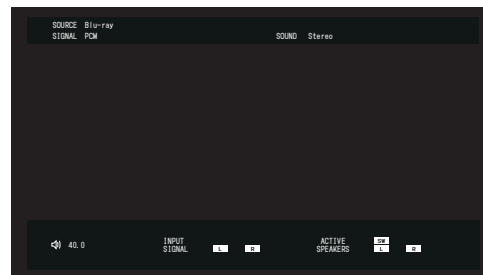 SOURCE Blu-ray
SIGNAL PCM SOUND Stereo
40.0
INPUT SIGNAL L R
ACTIVE SPEAKERS SW L R